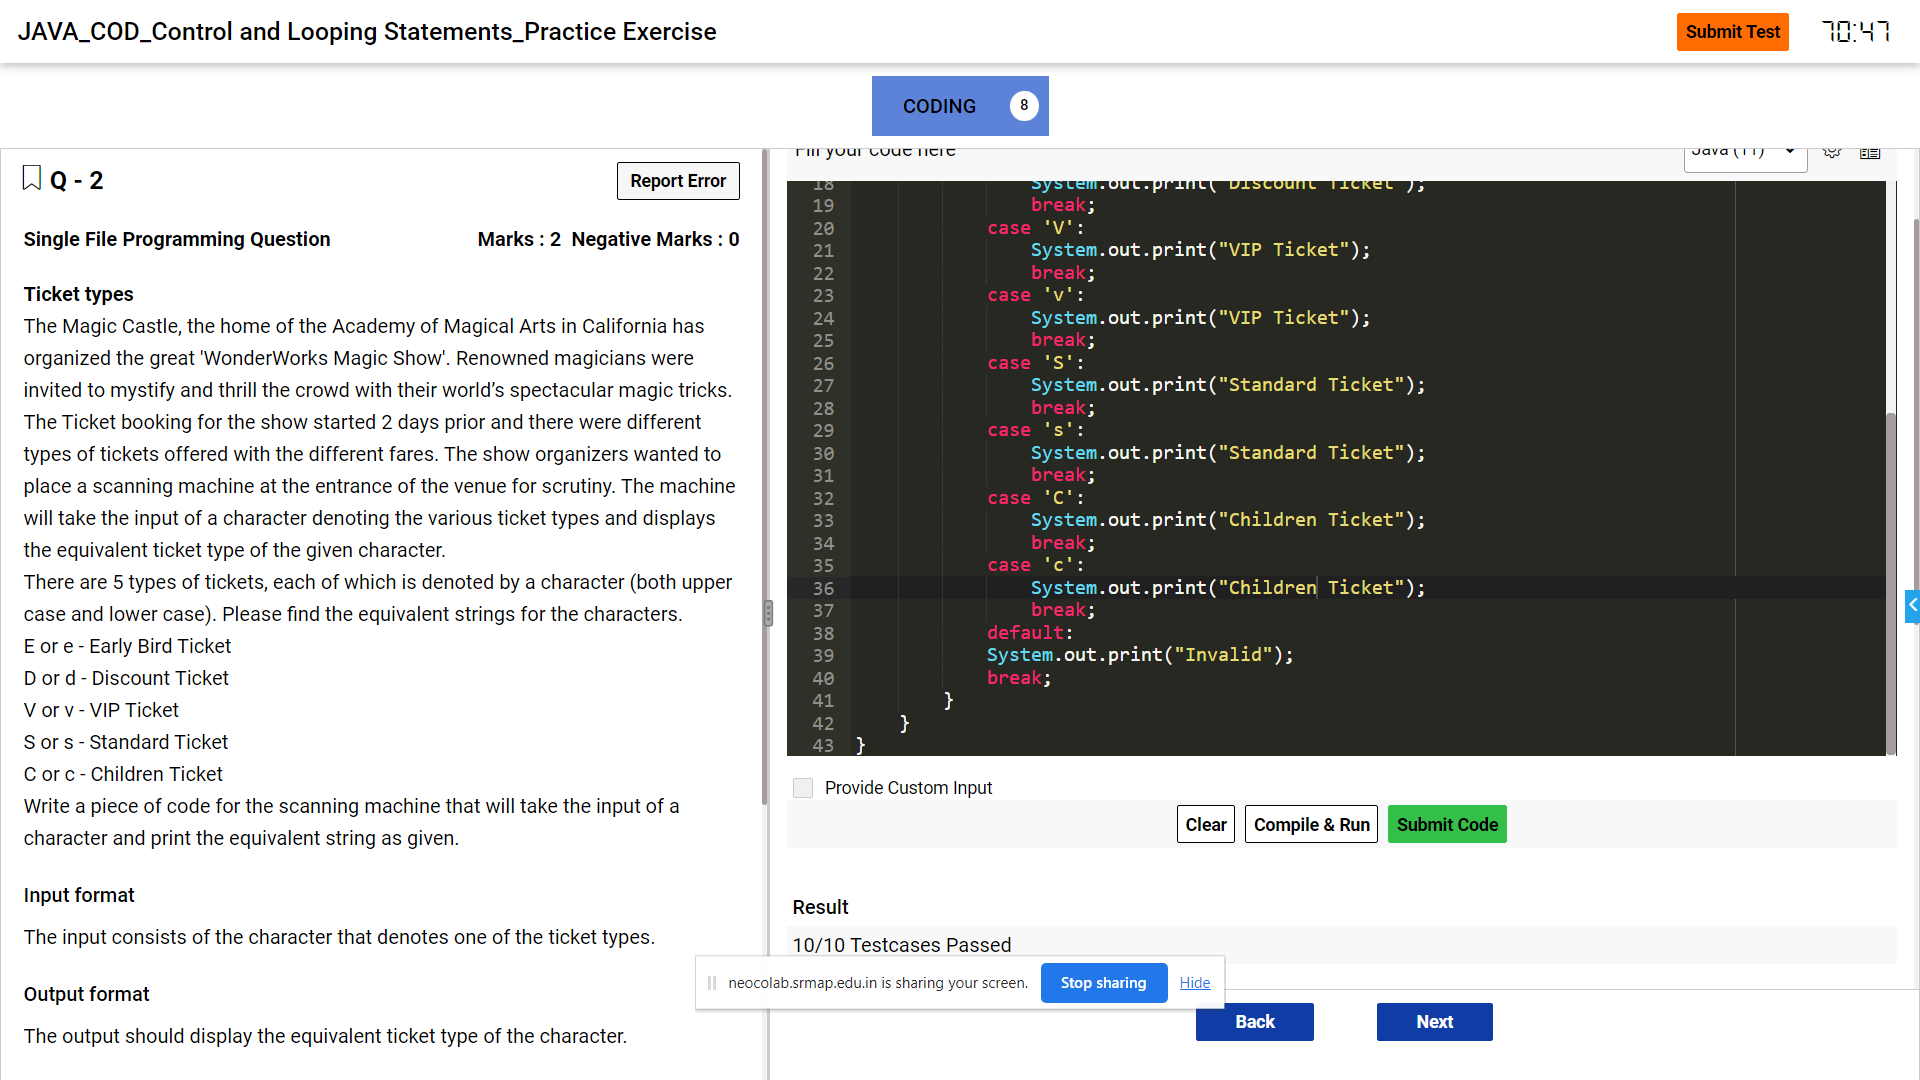 JAVA_COD_Control and Looping Statements_Practice Exercise
Submit Test
70:47
CODING 8
Q - 2
Report Error
Single File Programming Question
Marks : 2 Negative Marks : 0
Ticket types
The Magic Castle, the home of the Academy of Magical Arts in California has
organized the great 'WonderWorks Magic Show'. Renowned magicians were
invited to mystify and thrill the crowd with their world’s spectacular magic tricks.
The Ticket booking for the show started 2 days prior and there were different
types of tickets offered with the different fares. The show organizers wanted to
place a scanning machine at the entrance of the venue for scrutiny. The machine
will take the input of a character denoting the various ticket types and displays
the equivalent ticket type of the given character.
There are 5 types of tickets, each of which is denoted by a character (both upper
case and lower case). Please find the equivalent strings for the characters.
E or e - Early Bird Ticket
D or d - Discount Ticket
V or v - VIP Ticket
S or s - Standard Ticket
C or c - Children Ticket
Write a piece of code for the scanning machine that will take the input of a
character and print the equivalent string as given.
Input format
The input consists of the character that denotes one of the ticket types.
Output format
The output should display the equivalent ticket type of the character.
Fill your code here
Java (11)
18 System.out.print("Discount Ticket");
19 break;
20 case 'V':
21 System.out.print("VIP Ticket");
22 break;
23 case 'v':
24 System.out.print("VIP Ticket");
25 break;
26 case 'S':
27 System.out.print("Standard Ticket");
28 break;
29 case 's':
30 System.out.print("Standard Ticket");
31 break;
32 case 'C':
33 System.out.print("Children Ticket");
34 break;
35 case 'c':
36 System.out.print("Children Ticket");
37 break;
38 default:
39 System.out.print("Invalid");
40 break;
41 }
42 }
43 }
Provide Custom Input
Clear
Compile & Run
Submit Code
Result
10/10 Testcases Passed
neocolab.srmap.edu.in is sharing your screen.
Stop sharing
Hide
Back
Next